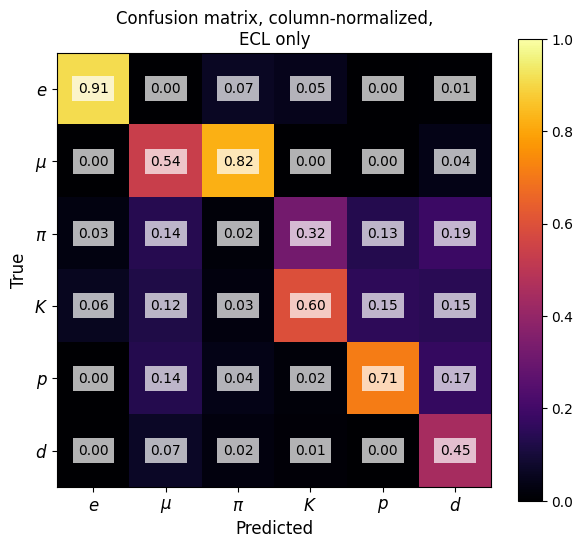 Confusion matrix, column-normalized,
ECL only
e 0.91 0.00 0.07 0.05 0.00 0.01
μ 0.00 0.54 0.82 0.00 0.00 0.04
π 0.03 0.14 0.02 0.32 0.13 0.19
K 0.06 0.12 0.03 0.60 0.15 0.15
p 0.00 0.14 0.04 0.02 0.71 0.17
d 0.00 0.07 0.02 0.01 0.00 0.45
e μ π K p d
True
Predicted
1.0
0.8
0.6
0.4
0.2
0.0